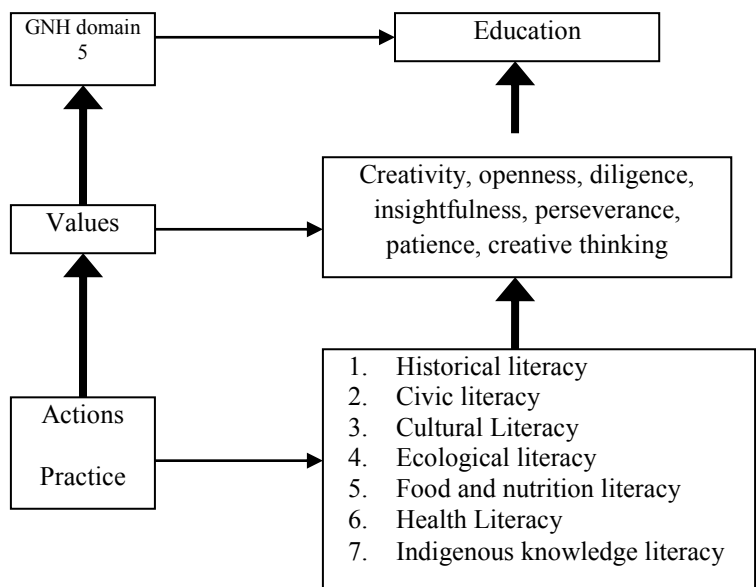 GNH domain
5
Education
Values
Creativity, openness, diligence,
insightfulness, perseverance,
patience, creative thinking
Actions
Practice
1. Historical literacy
2. Civic literacy
3. Cultural Literacy
4. Ecological literacy
5. Food and nutrition literacy
6. Health Literacy
7. Indigenous knowledge literacy